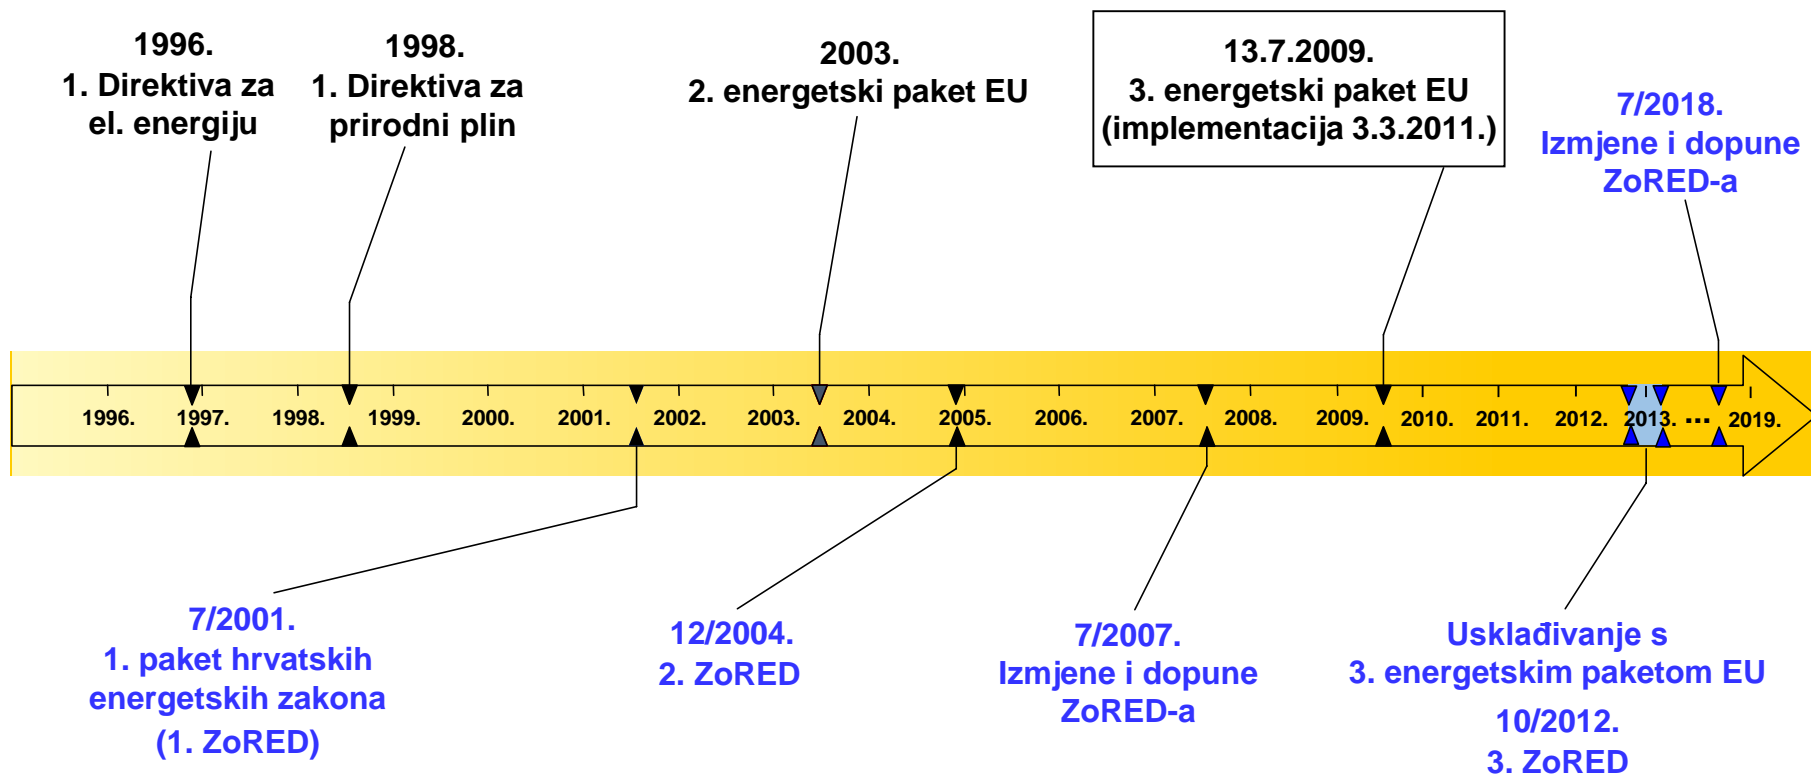 1996.
1. Direktiva za
el. energiju
1998.
1. Direktiva za
prirodni plin
2003.
2. energetski paket EU
13.7.2009.
3. energetski paket EU
(implementacija 3.3.2011.)
7/2018.
Izmjene i dopune
ZoRED-a
1996. 1997. 1998. 1999. 2000. 2001. 2002. 2003. 2004. 2005. 2006. 2007. 2008. 2009. 2010. 2011. 2012. 2013. ... 2019.
7/2001.
1. paket hrvatskih
energetskih zakona
(1. ZoRED)
12/2004.
2. ZoRED
7/2007.
Izmjene i dopune
ZoRED-a
Usklađivanje s
3. energetskim paketom EU
10/2012.
3. ZoRED